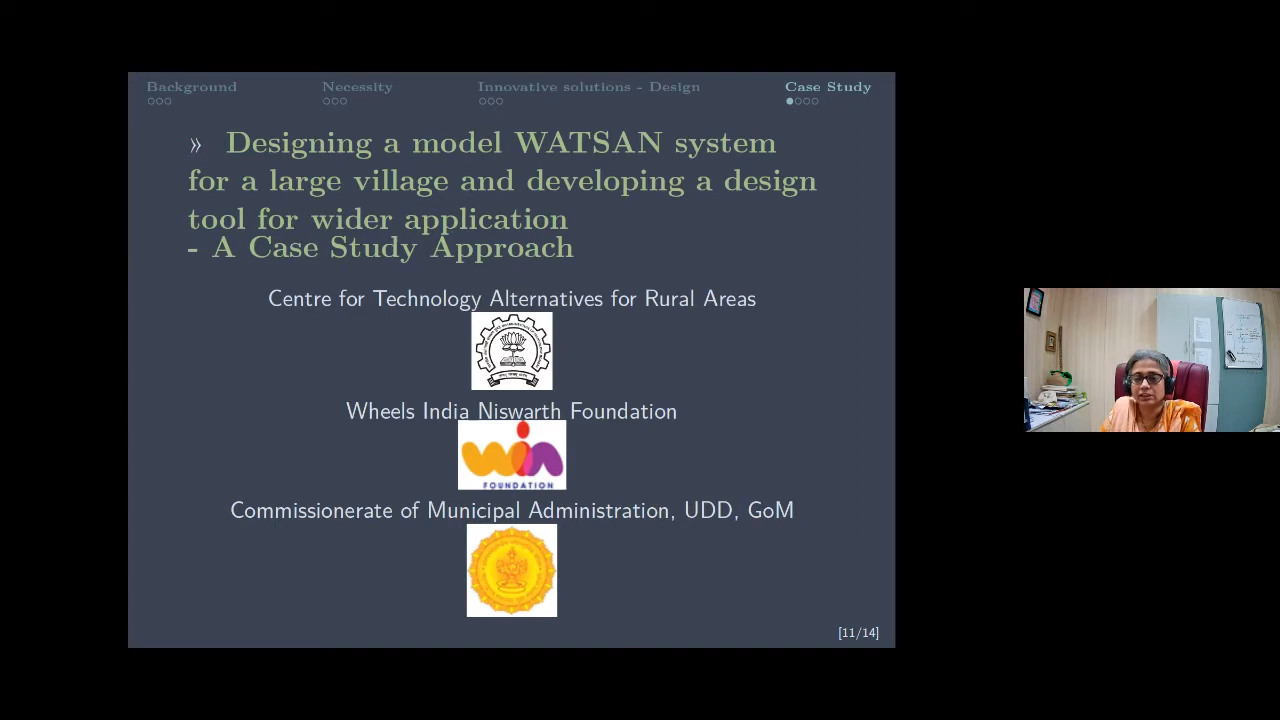 Background Necessity Innovative solutions - Design Case Study
» Designing a model WATSAN system
for a large village and developing a design
tool for wider application
- A Case Study Approach
Centre for Technology Alternatives for Rural Areas
Wheels India Niswarth Foundation
win
FOUNDATION
Commissionerate of Municipal Administration, UDD, GoM
[11/14]